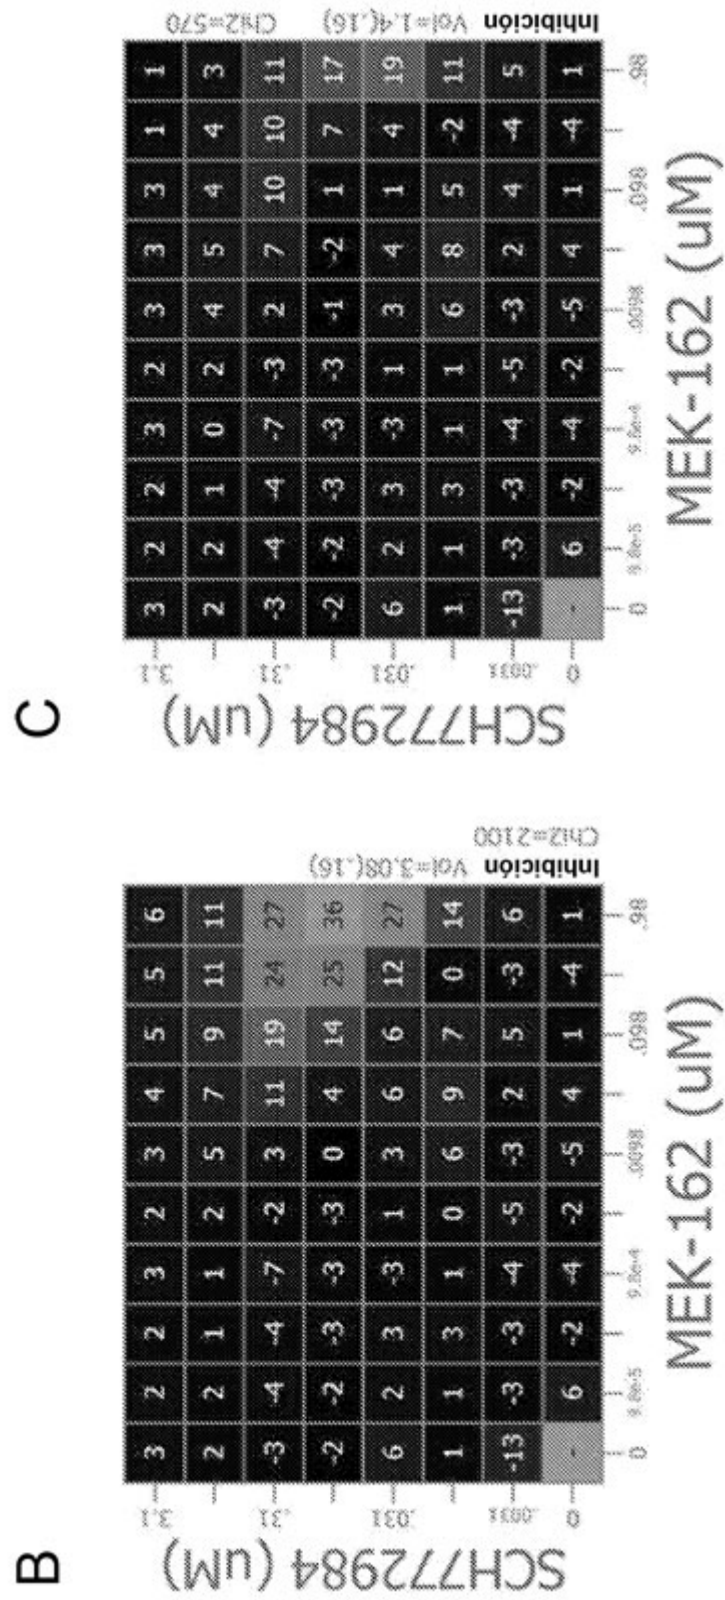 B
SCH772984 (uM)
3.1 3 2 2 3 2 3 4 5 5 6
2 2 1 1 2 5 7 9 11 11
.31 -3 -4 -4 -7 -2 3 11 19 24 27
-2 -2 -3 -3 -3 0 4 14 25 36
.031 6 2 3 -3 1 3 6 6 12 27
1 1 3 1 0 6 9 7 0 14
.0031 -13 -3 -3 -4 -5 -3 2 5 -3 6
0 - 6 -2 -4 -2 -5 4 1 -4 1
0 9.8e-5 9.8e-4 .0098 .098 .98
MEK-162 (uM)
Inhibición Vol=3.08(.16)
Chi2=2100
C
SCH772984 (uM)
3.1 3 2 2 3 2 3 3 3 1 1
2 2 1 0 2 4 5 4 4 3
.31 -3 -4 -4 -7 -3 2 7 10 10 11
-2 -2 -3 -3 -3 -1 -2 1 7 17
.031 6 2 3 -3 1 3 4 1 4 19
1 1 3 1 1 6 8 5 -2 11
.0031 -13 -3 -3 -4 -5 -3 2 4 -4 5
0 - 6 -2 -4 -2 -5 4 1 -4 1
0 9.8e-5 9.8e-4 .0098 .098 .98
MEK-162 (uM)
Inhibición Vol=1.4(.16) Chi2=570